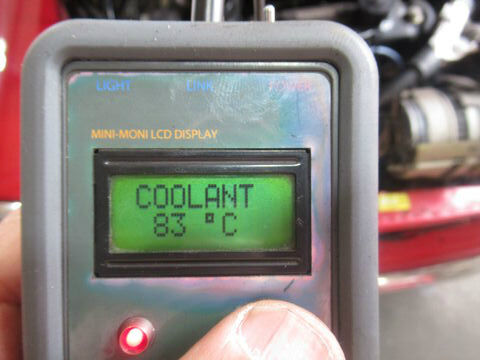 LIGHT LINK POWER
MINI-MONI LCD DISPLAY
COOLANT
83 °C